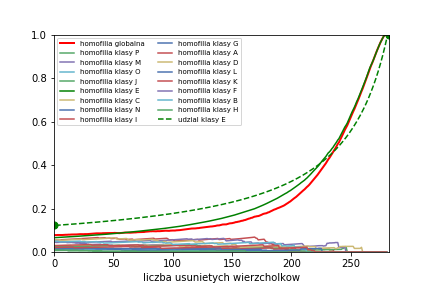 1.0
0.8
0.6
0.4
0.2
0.0
homofilia globalna
homofilia klasy P
homofilia klasy M
homofilia klasy O
homofilia klasy J
homofilia klasy E
homofilia klasy C
homofilia klasy N
homofilia klasy I
homofilia klasy G
homofilia klasy A
homofilia klasy D
homofilia klasy L
homofilia klasy K
homofilia klasy F
homofilia klasy B
homofilia klasy H
udzial klasy E
0 50 100 150 200 250
liczba usunietych wierzcholkow